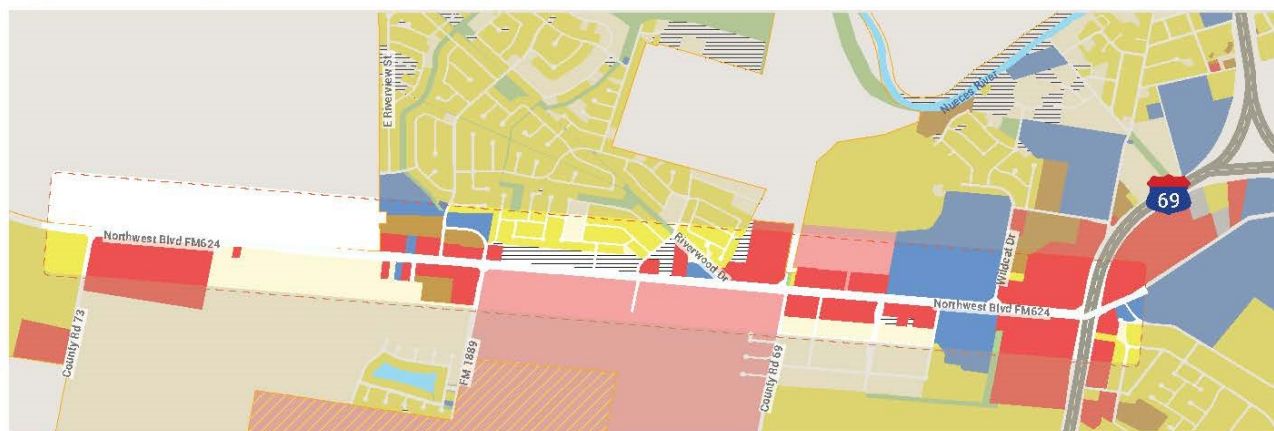 E Riverview St
Nueces River
69
Northwest Blvd FM624
Riverwood Dr
Wildcat Dr
Northwest Blvd FM624
County Rd 73
FM 1889
County Rd 69